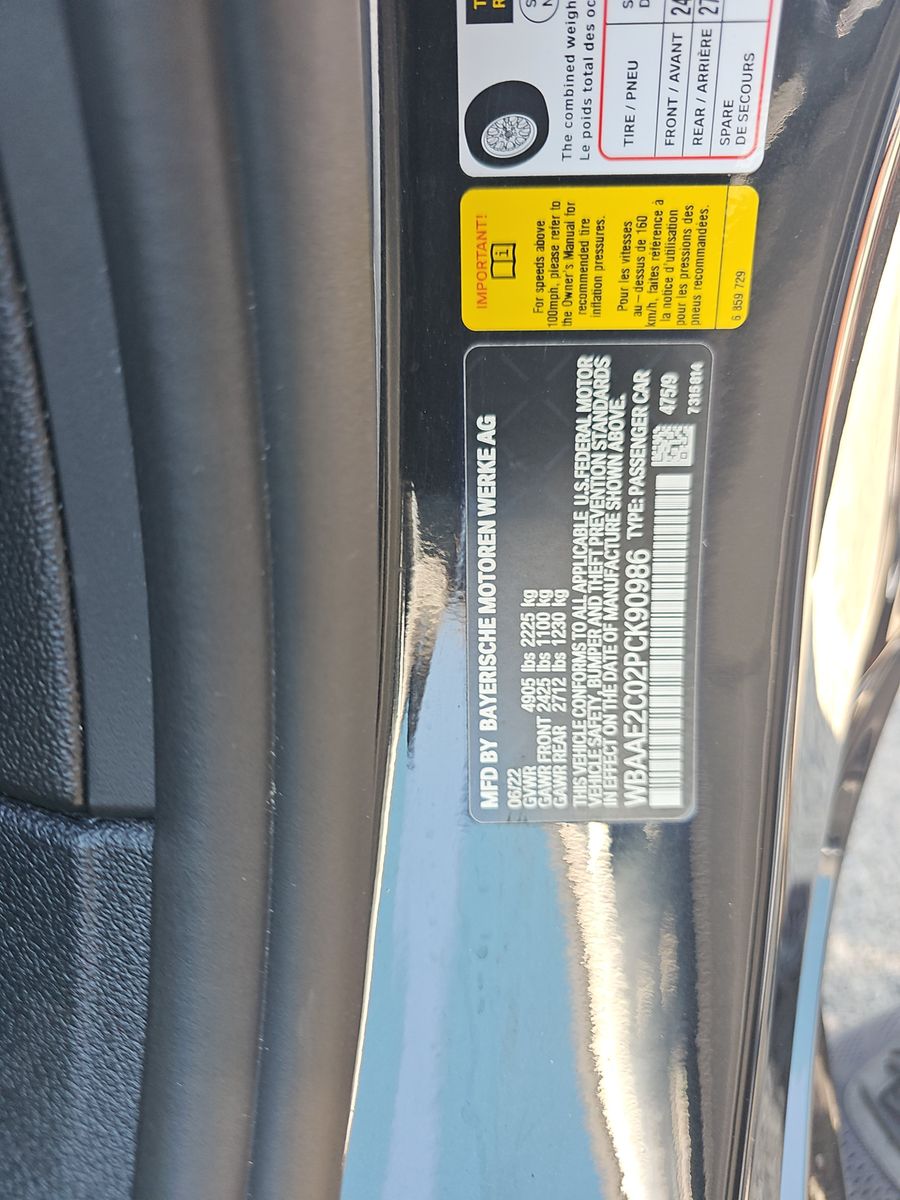 MFD BY BAYERISCHE MOTOREN WERKE AG
06/22
GVWR 4905 lbs 2225 kg
GAWR FRONT 2425 lbs 1100 kg
GAWR REAR 2712 lbs 1230 kg
THIS VEHICLE CONFORMS TO ALL APPLICABLE U.S. FEDERAL MOTOR
VEHICLE SAFETY, BUMPER AND THEFT PREVENTION STANDARDS
IN EFFECT ON THE DATE OF MANUFACTURE SHOWN ABOVE.
WBAAE2C02PCK90986 TYPE: PASSENGER CAR
47519
7 315 814
IMPORTANT!
For speeds above
100mph, please refer to
the Owner's Manual for
recommended tire
inflation pressures.
Pour les vitesses
au-dessus de 160
km/h, faites référence à
la notice d'utilisation
pour les pressions des
pneus recommandées.
6 859 729
The combined
Le poids total des
TIRE / PNEU
FRONT / AVANT
REAR / ARRIÈRE
SPARE
DE SECOURS